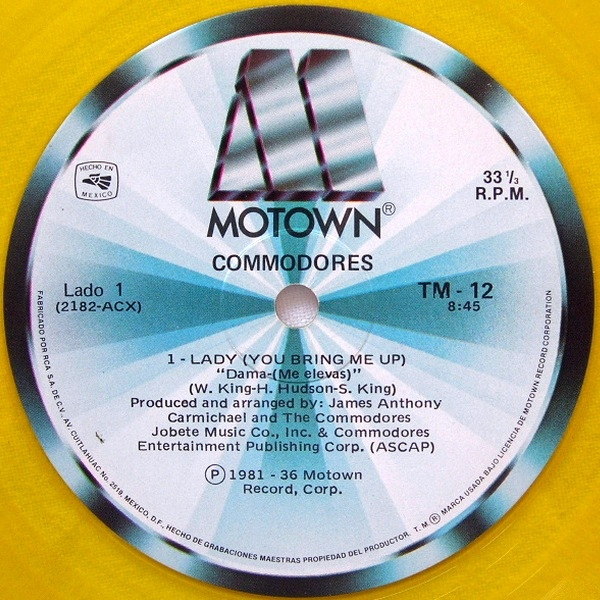 HECHO EN
MEXICO
33 1/3
R.P.M.
MOTOWN®
COMMODORES
Lado 1
(2182-ACX)
TM - 12
8:45
1 - LADY (YOU BRING ME UP)
"Dama-(Me elevas)"
(W. King-H. Hudson-S. King)
Produced and arranged by: James Anthony
Carmichael and The Commodores
Jobete Music Co., Inc. & Commodores
Entertainment Publishing Corp. (ASCAP)
Ⓟ 1981 - 36 Motown
Record, Corp.
FABRICADO POR RCA S.A. DE C.V., AV. CUITLAHUAC No. 2519, MEXICO, D.F., HECHO DE GRABACIONES MAESTRAS PROPIEDAD DEL PRODUCTOR. T.M.® MARCA USADA BAJO LICENCIA DE MOTOWN RECORD CORPORATION